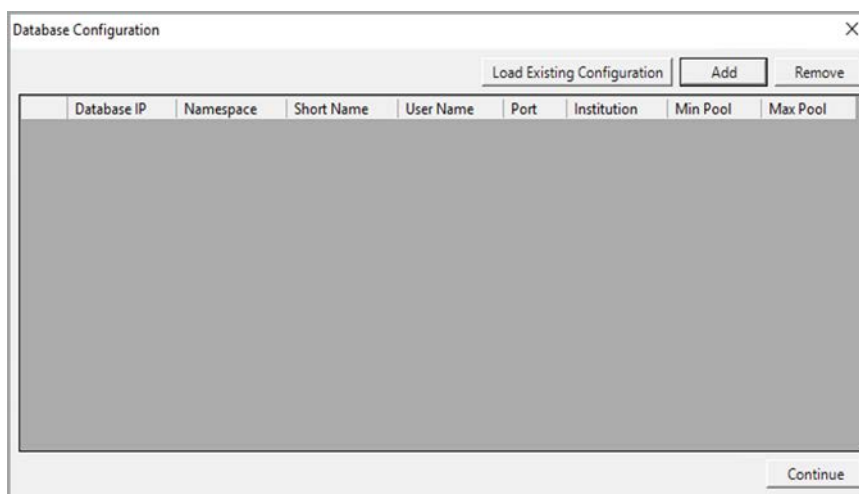 Database Configuration
Load Existing Configuration Add Remove
Database IP Namespace Short Name User Name Port Institution Min Pool Max Pool
Continue